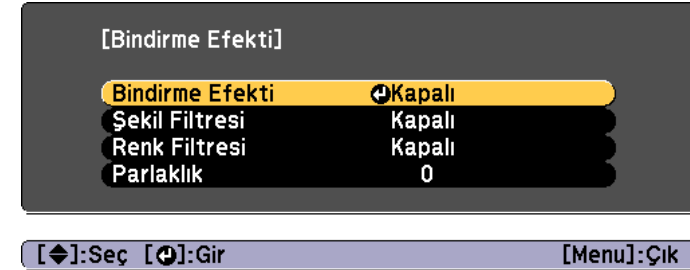 [Bindirme Efekti]
Bindirme Efekti Kapalı
Şekil Filtresi Kapalı
Renk Filtresi Kapalı
Parlaklık 0
[◆]:Seç [↵]:Gir [Menu]:Çık